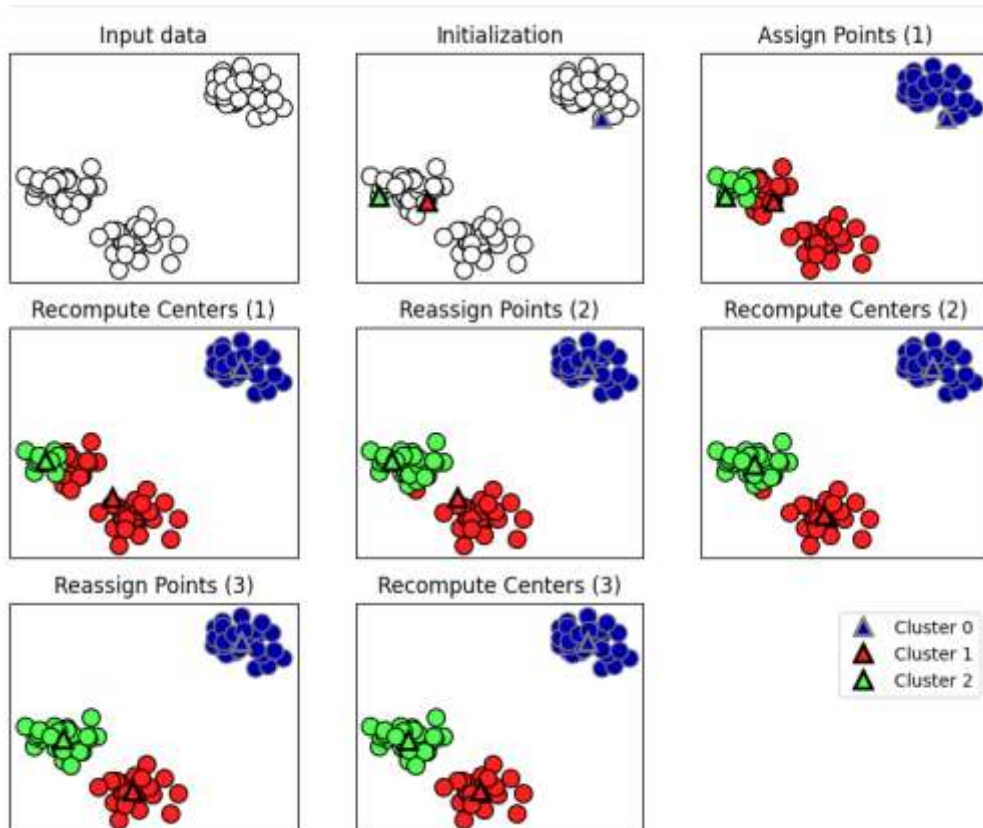 Input data
Initialization
Assign Points (1)
Recompute Centers (1)
Reassign Points (2)
Recompute Centers (2)
Reassign Points (3)
Recompute Centers (3)
Cluster 0
Cluster 1
Cluster 2